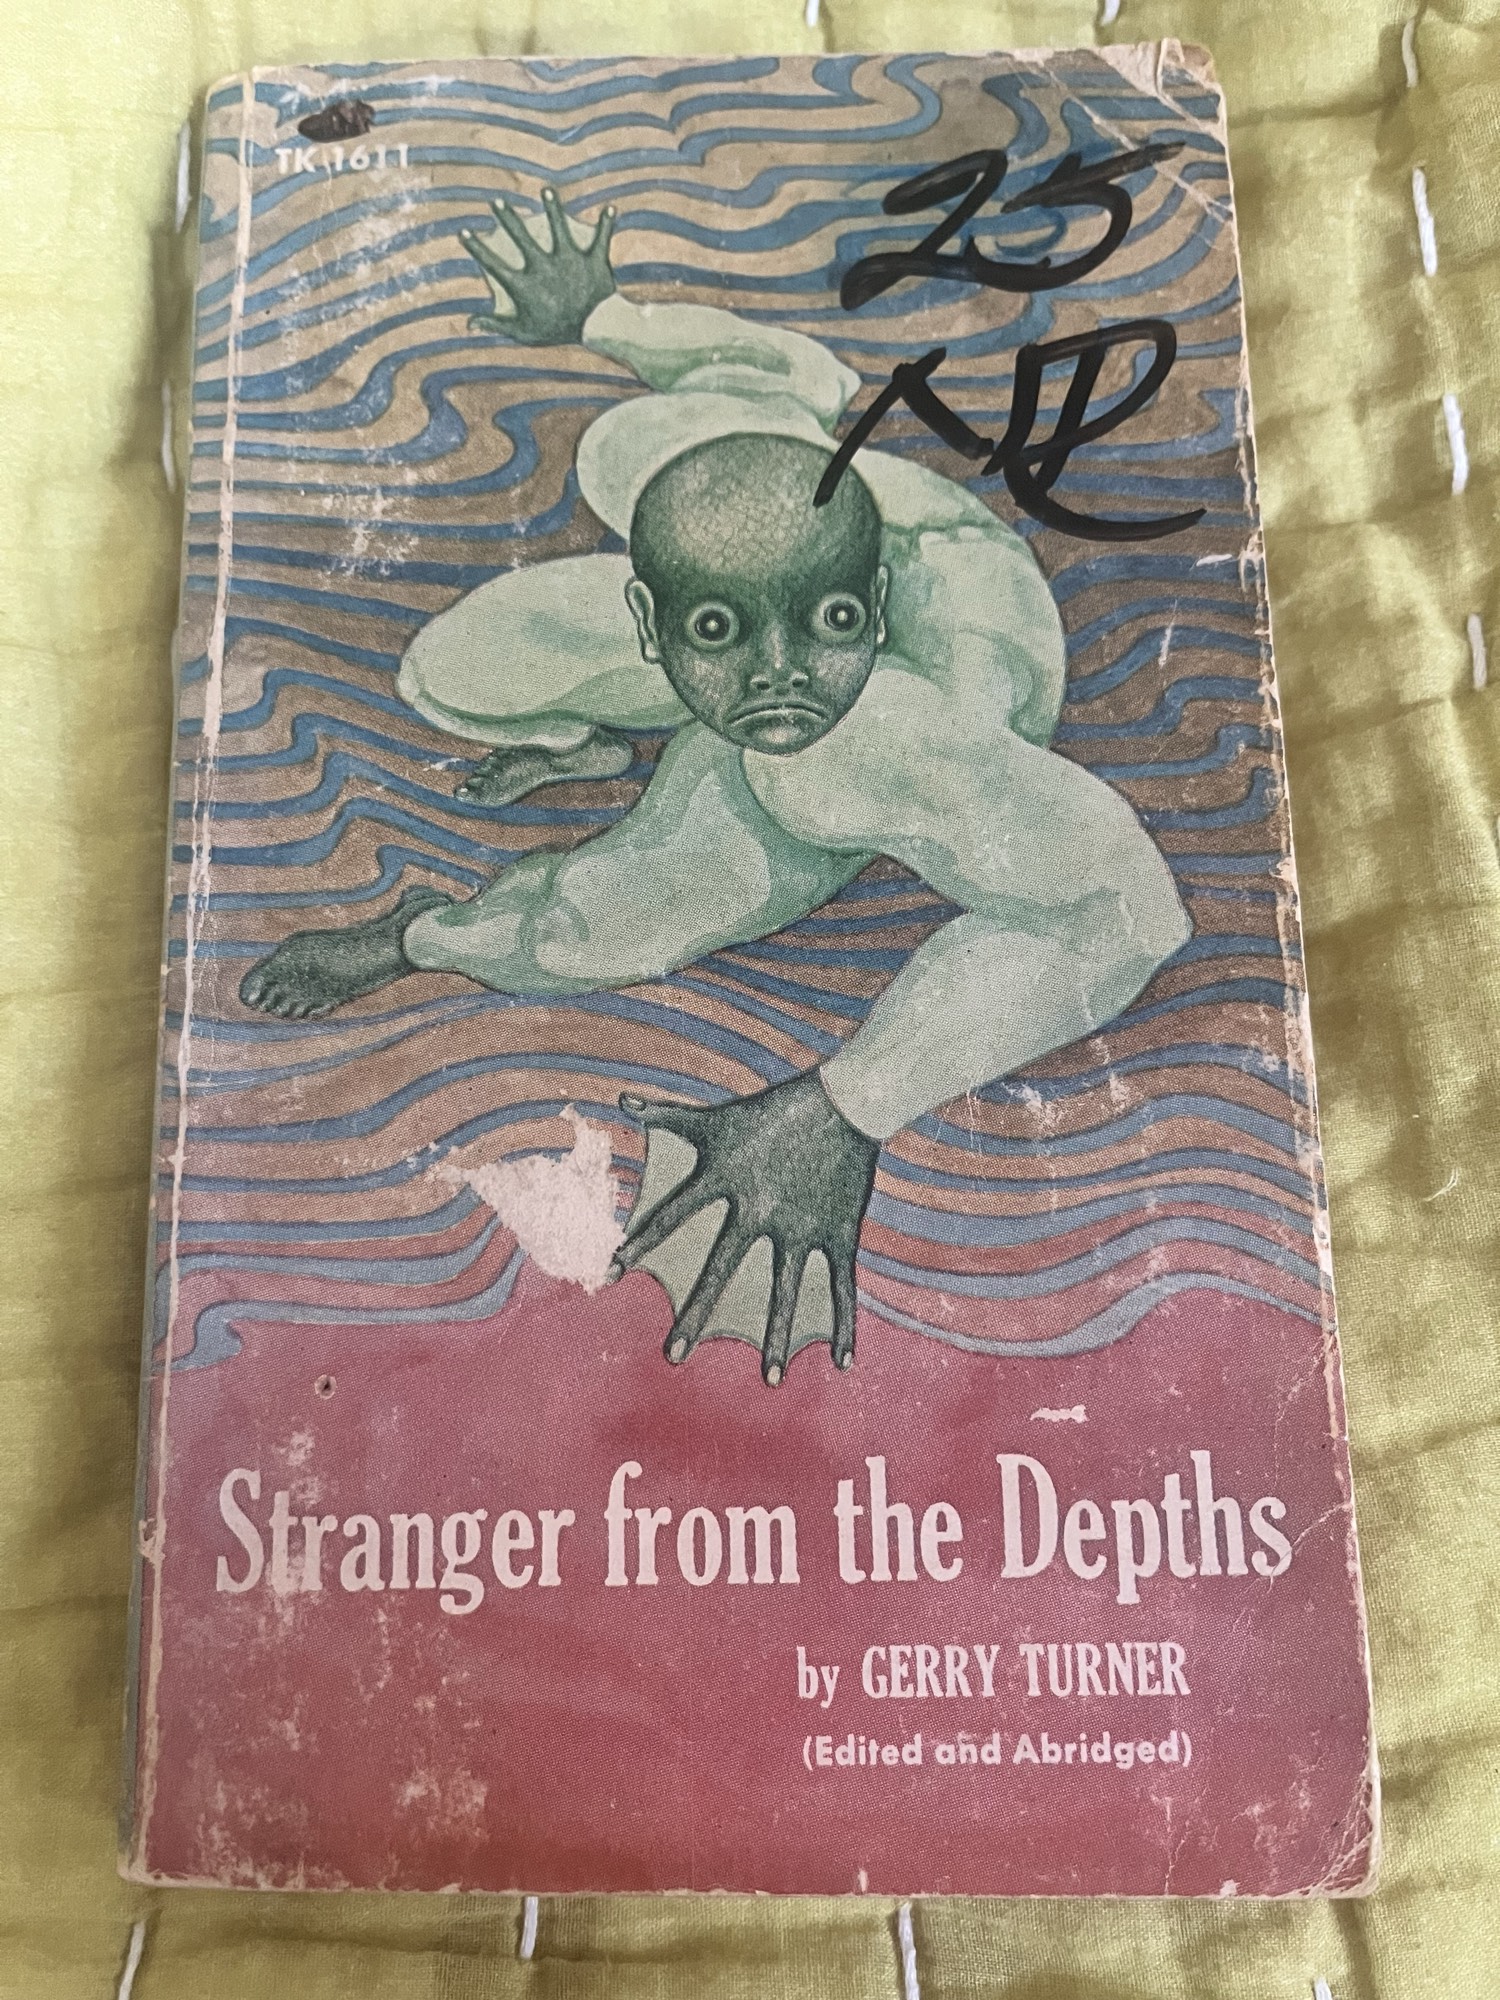 TK 1611
25
Stranger from the Depths
by GERRY TURNER
(Edited and Abridged)